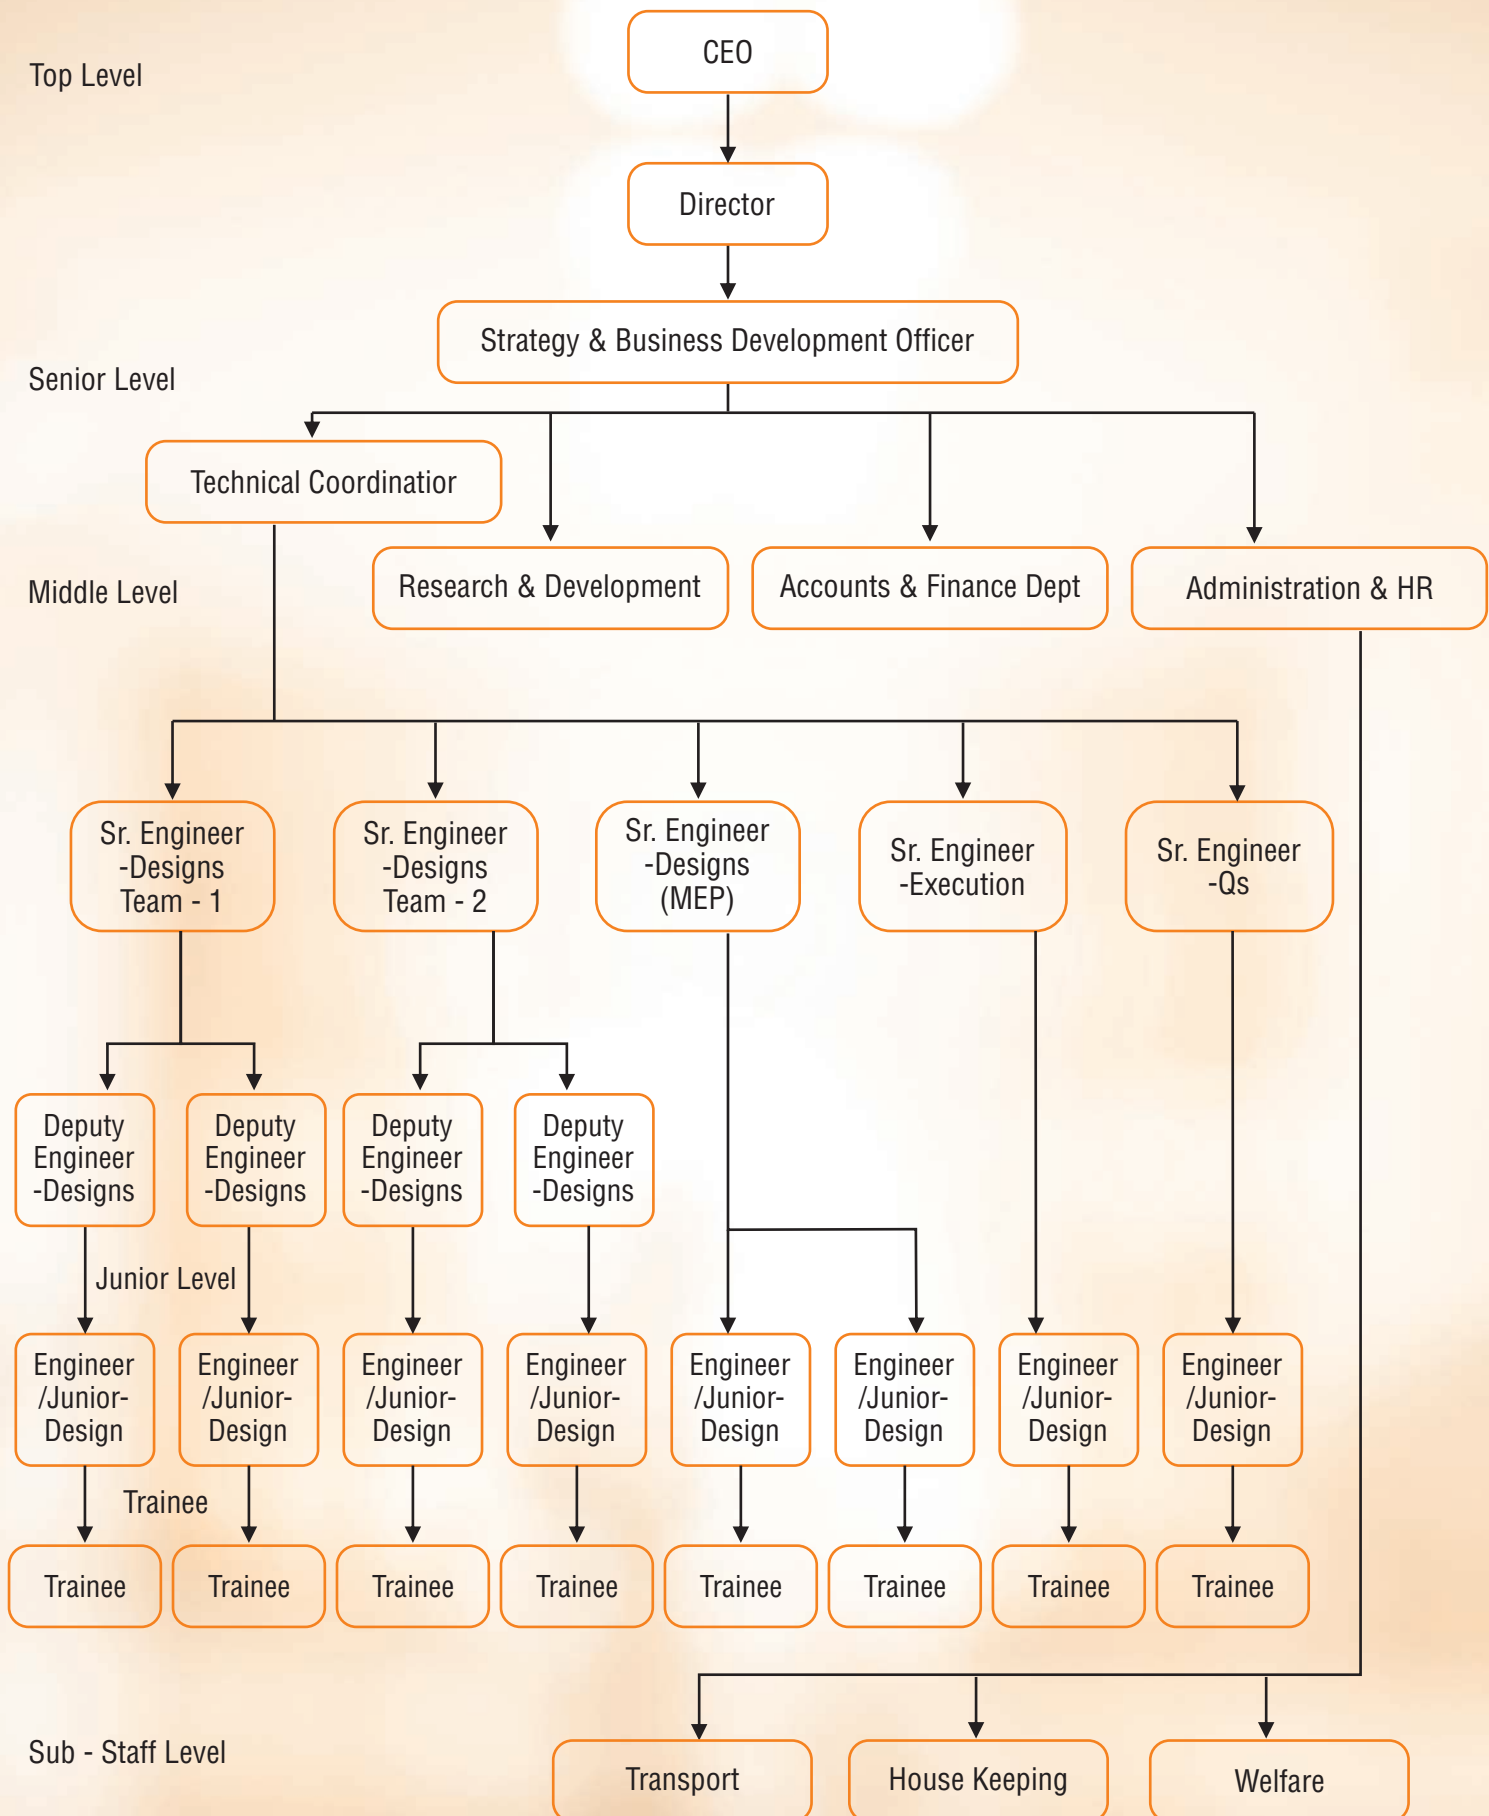 CEO
Top Level
Director
Strategy & Business Development Officer
Senior Level
Technical Coordinatior
Research & Development
Accounts & Finance Dept
Administration & HR
Middle Level
Sr. Engineer
-Designs
Team - 1
Sr. Engineer
-Designs
Team - 2
Sr. Engineer
-Designs
(MEP)
Sr. Engineer
-Execution
Sr. Engineer
-Qs
Deputy
Engineer
-Designs
Deputy
Engineer
-Designs
Deputy
Engineer
-Designs
Deputy
Engineer
-Designs
Junior Level
Engineer
/Junior-
Design
Engineer
/Junior-
Design
Engineer
/Junior-
Design
Engineer
/Junior-
Design
Engineer
/Junior-
Design
Engineer
/Junior-
Design
Engineer
/Junior-
Design
Engineer
/Junior-
Design
Trainee
Trainee
Trainee
Trainee
Trainee
Trainee
Trainee
Trainee
Trainee
Sub - Staff Level
Transport
House Keeping
Welfare